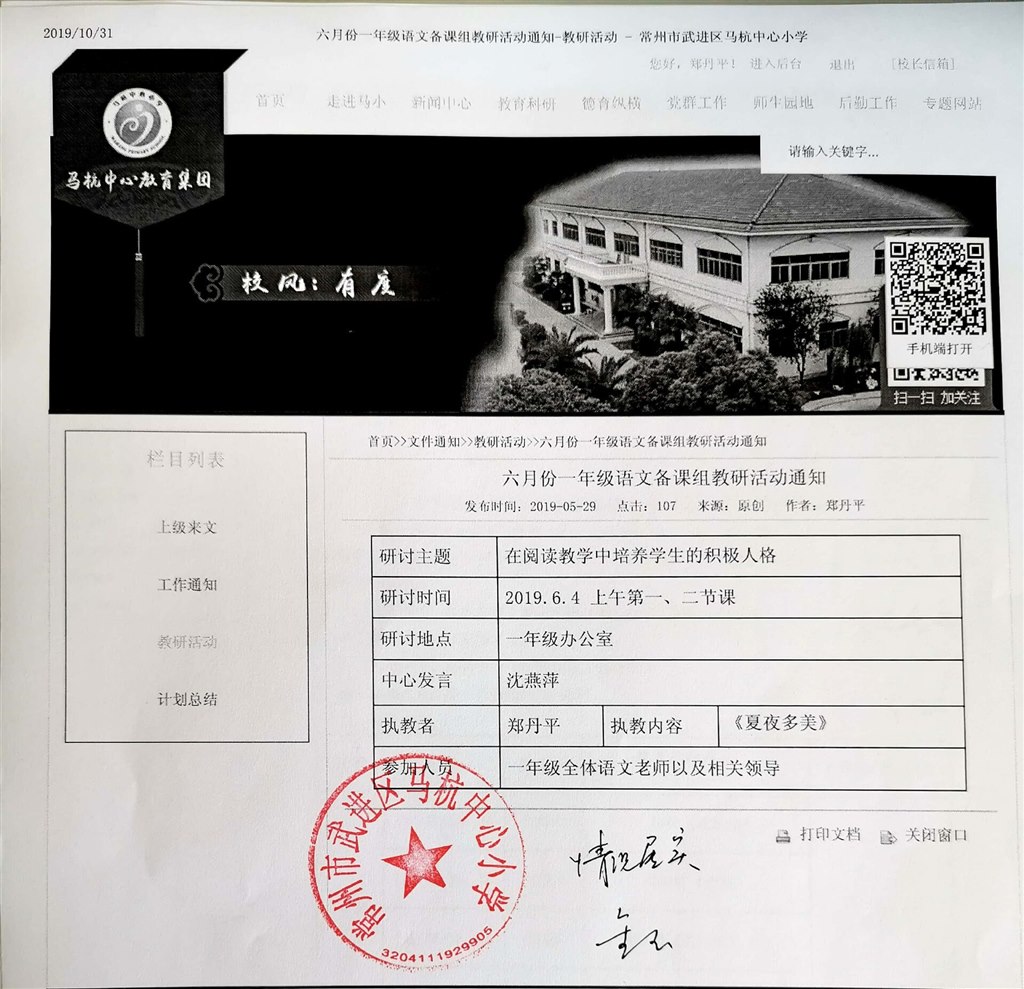 2019/10/31
六月份一年级语文备课组教研活动通知-教研活动 - 常州市武进区马杭中心小学
您好，郑丹平！ 进入后台 退出 [校长信箱]
首页 走进马小 新闻中心 教育科研 德育纵横 党群工作 师生园地 后勤工作 专题网站
请输入关键字...
马杭中心教育集团
校风：有度
手机端打开
扫一扫 加关注
首页>>文件通知>>教研活动>>六月份一年级语文备课组教研活动通知
栏目列表
上级来文
工作通知
教研活动
计划总结
六月份一年级语文备课组教研活动通知
发布时间：2019-05-29 点击：107 来源：原创 作者：郑丹平
研讨主题 在阅读教学中培养学生的积极人格
研讨时间 2019.6.4 上午第一、二节课
研讨地点 一年级办公室
中心发言 沈燕萍
执教者 郑丹平 执教内容 《夏夜多美》
参加人员 一年级全体语文老师以及相关领导
打印文档 关闭窗口
常州市武进区马杭中心小学
3204111929905
情况属实